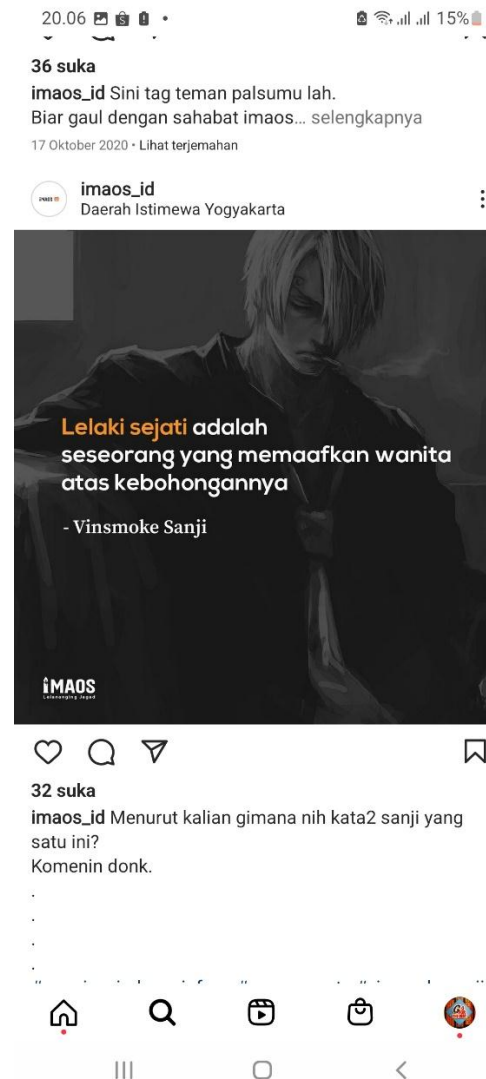 20.06
15%
36 suka
imaos_id Sini tag teman palsumu lah.
Biar gaul dengan sahabat imaos... selengkapnya
17 Oktober 2020 • Lihat terjemahan
imaos_id
Daerah Istimewa Yogyakarta
Lelaki sejati adalah
seseorang yang memaafkan wanita
atas kebohongannya
- Vinsmoke Sanji
iMAOS
Lelananging Jagad
32 suka
imaos_id Menurut kalian gimana nih kata2 sanji yang
satu ini?
Komenin donk.
.
.
.
.